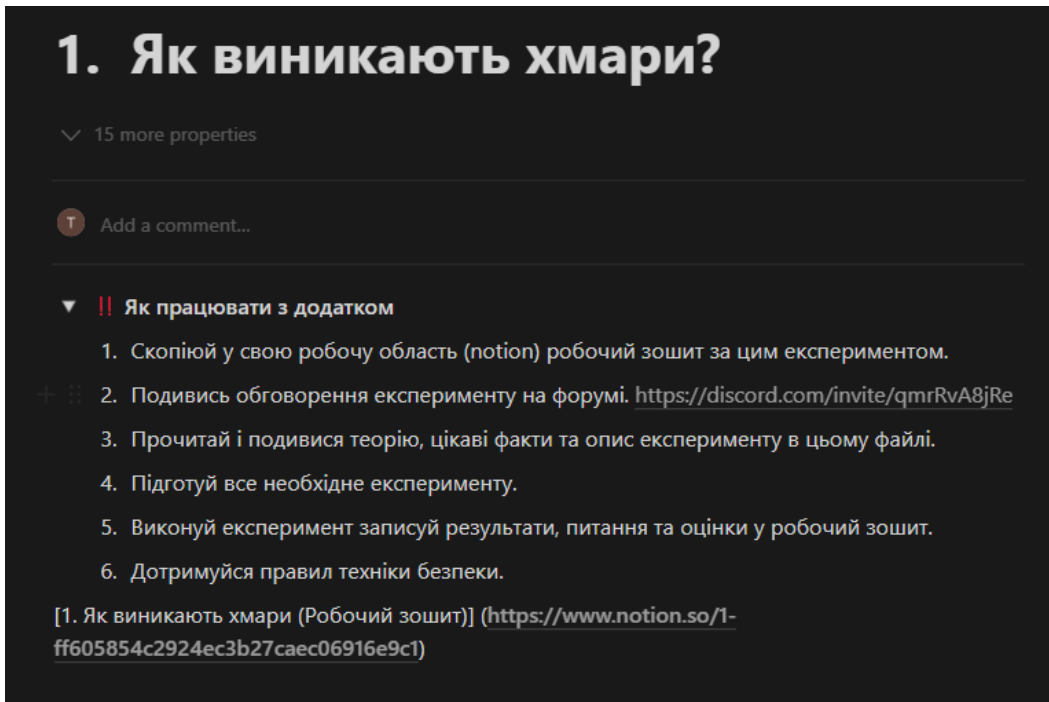 1. Як виникають хмари?
15 more properties
T Add a comment...
‼ Як працювати з додатком
1. Скопіюй у свою робочу область (notion) робочий зошит за цим експериментом.
2. Подивись обговорення експерименту на форумі. https://discord.com/invite/qmrRvA8jRe
3. Прочитай і подивися теорію, цікаві факти та опис експерименту в цьому файлі.
4. Підготуй все необхідне експерименту.
5. Виконуй експеримент записуй результати, питання та оцінки у робочий зошит.
6. Дотримуйся правил техніки безпеки.
[1. Як виникають хмари (Робочий зошит)] (https://www.notion.so/1-
ff605854c2924ec3b27caec06916e9c1)